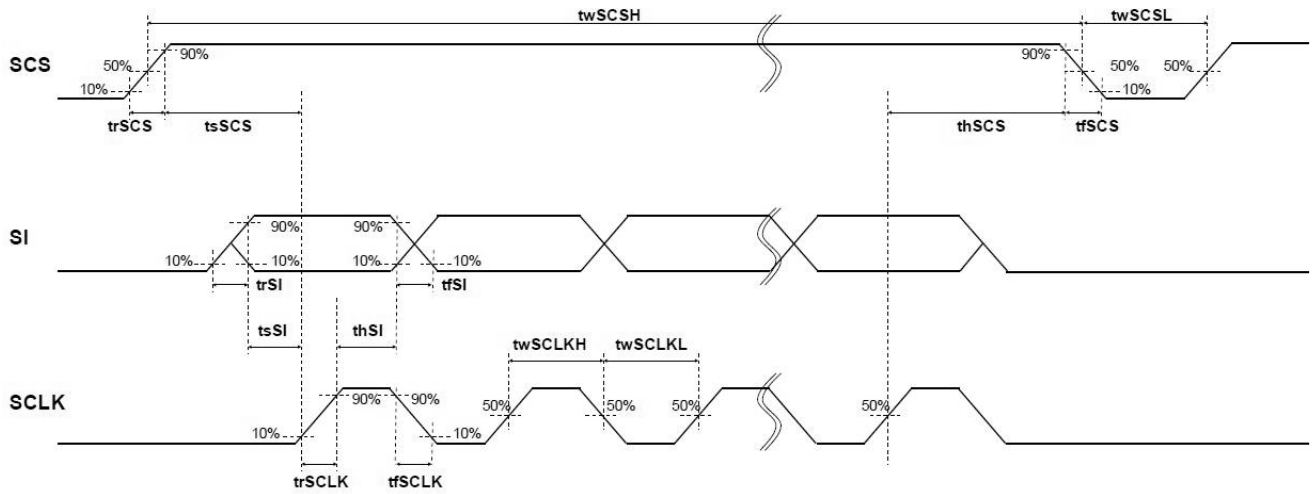 twSCSH twSCSL
SCS 90% 90%
50% 50% 50%
10% 10%
trSCS tsSCS thSCS tfSCS
SI 90% 90%
10% 10% 10% 10%
trSI tfSI
tsSI thSI
twSCLKH twSCLKL
SCLK 90% 90% 50% 50% 50% 50%
10% 10%
trSCLK tfSCLK